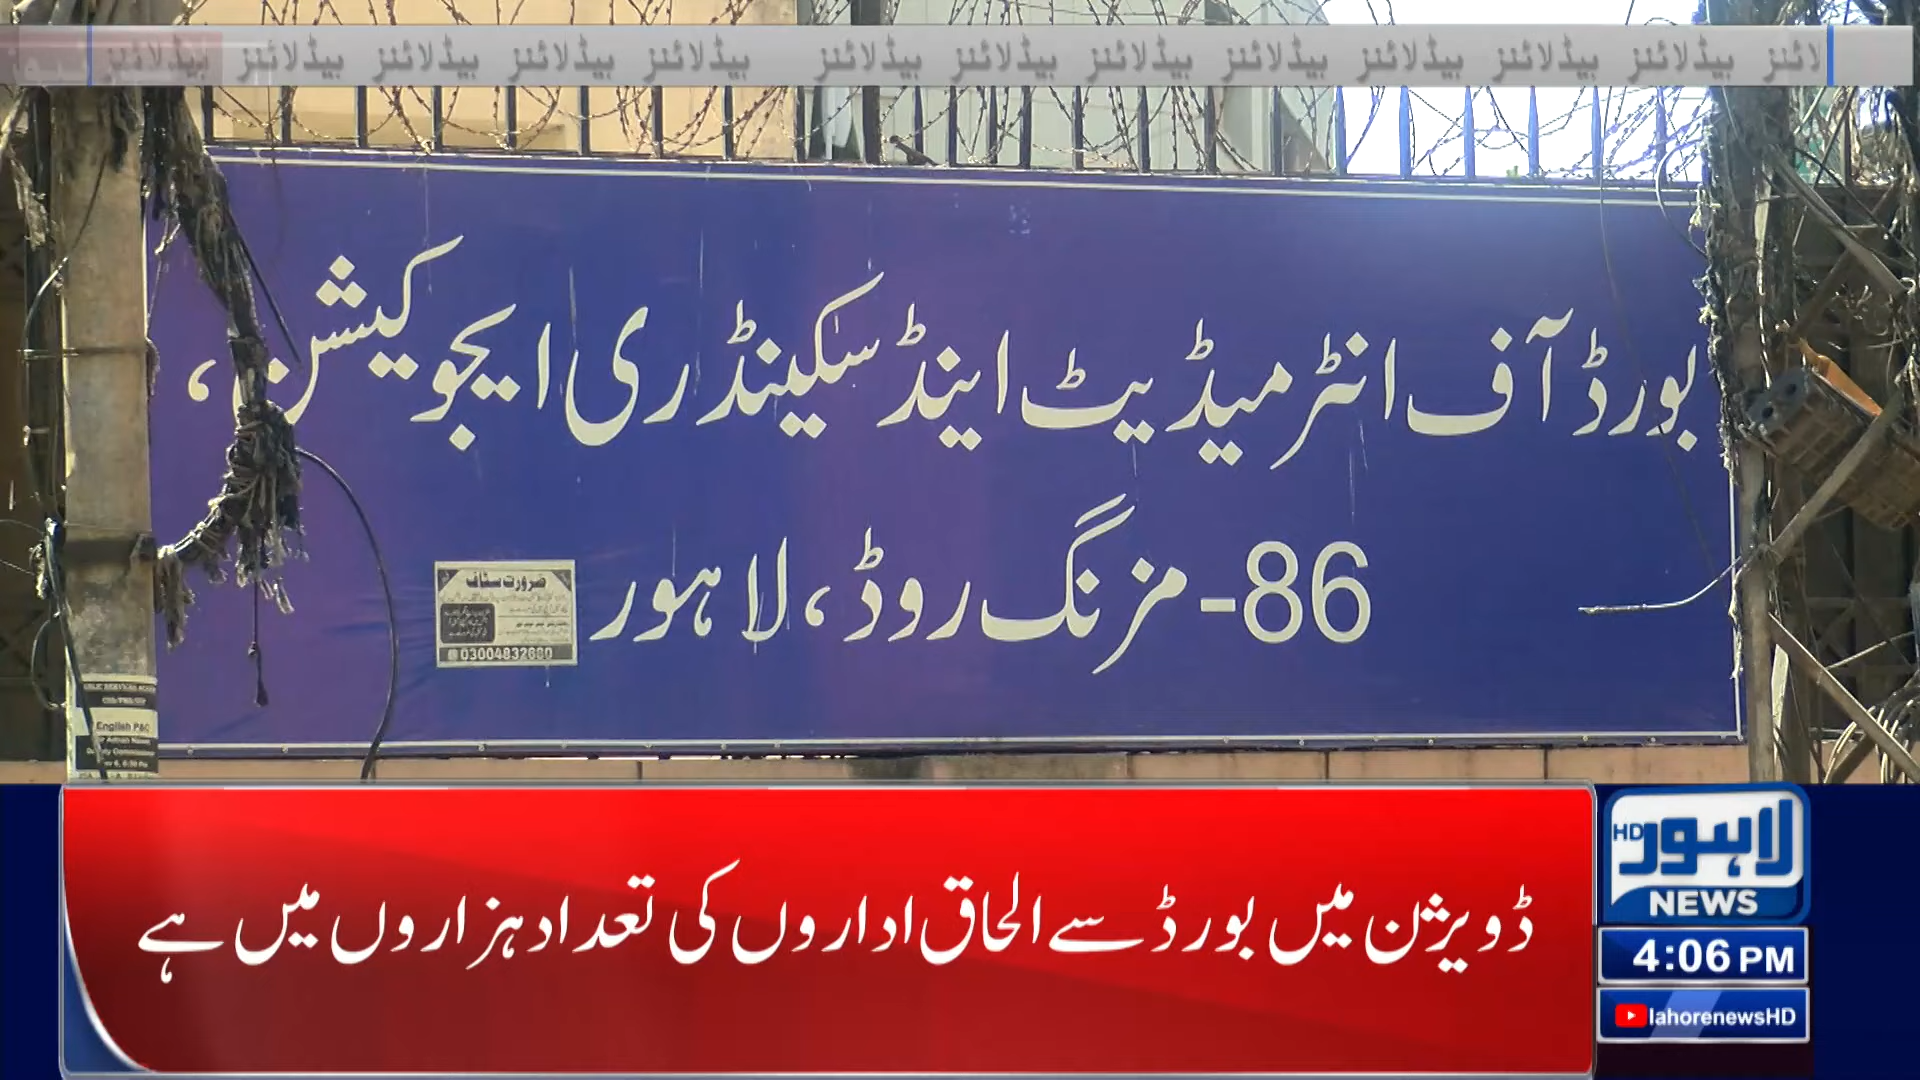 ہیڈلائنز ہیڈلائنز ہیڈلائنز ہیڈلائنز ہیڈلائنز ہیڈلائنز ہیڈلائنز ہیڈلائنز ہیڈلائنز ہیڈلائنز ہیڈلائنز
بورڈ آف انٹرمیڈیٹ اینڈ سکینڈری ایجوکیشن،
86-مزنگ روڈ، لاہور
ضرورت سٹاف
03004832680
English P&C
ڈویژن میں بورڈ سے الحاق اداروں کی تعداد ہزاروں میں ہے
لاہور HD
NEWS
4:06 PM
lahorenewsHD